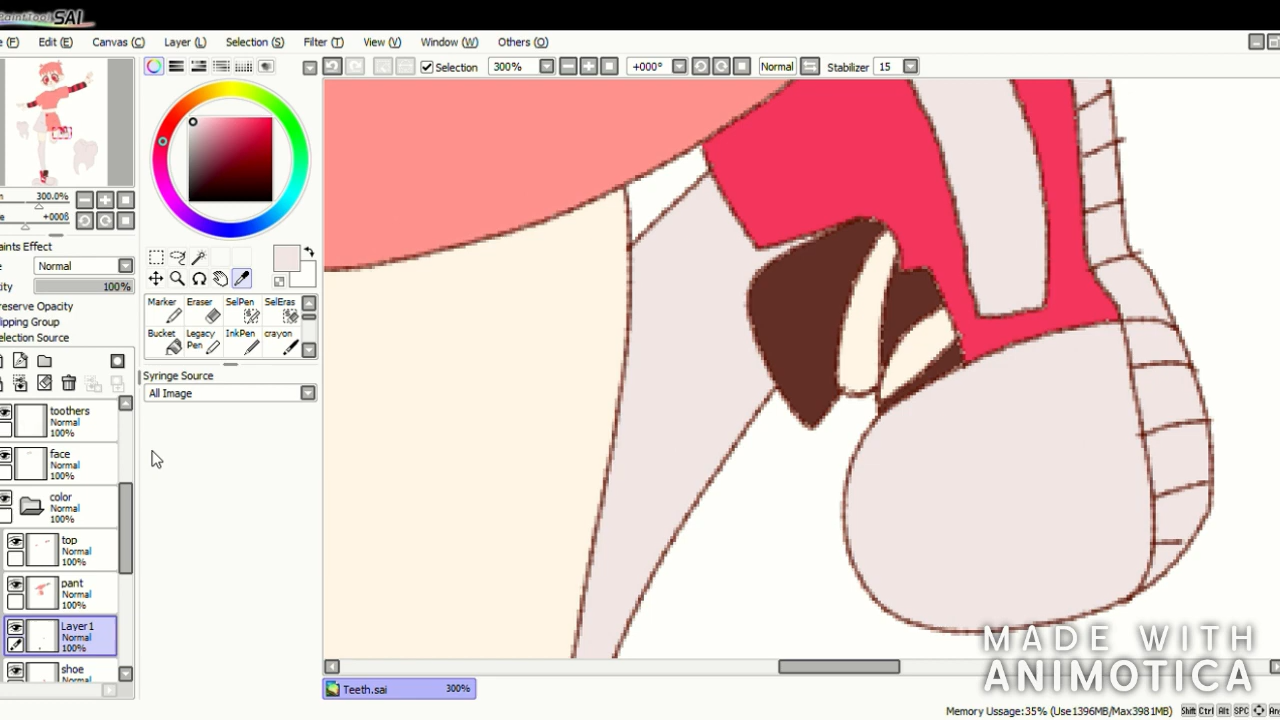 PaintTool SAI
(F) Edit (E) Canvas (C) Layer (L) Selection (S) Filter (T) View (V) Window (W) Others (O)
Selection 300% +000° Normal Stabilizer 15
300.0%
+0008
aints Effect
Normal
100%
reserve Opacity
lipping Group
election Source
Marker Eraser SelPen SelEras
Bucket Legacy Pen InkPen crayon
Syringe Source
All Image
toothers
Normal
100%
face
Normal
100%
color
Normal
100%
top
Normal
100%
pant
Normal
100%
Layer1
Normal
100%
shoe
Normal
Teeth.sai 300%
MADE WITH
ANIMOTICA
Memory Ussage:35% (Use1396MB/Max3981MB) Shift Ctrl Alt SPC